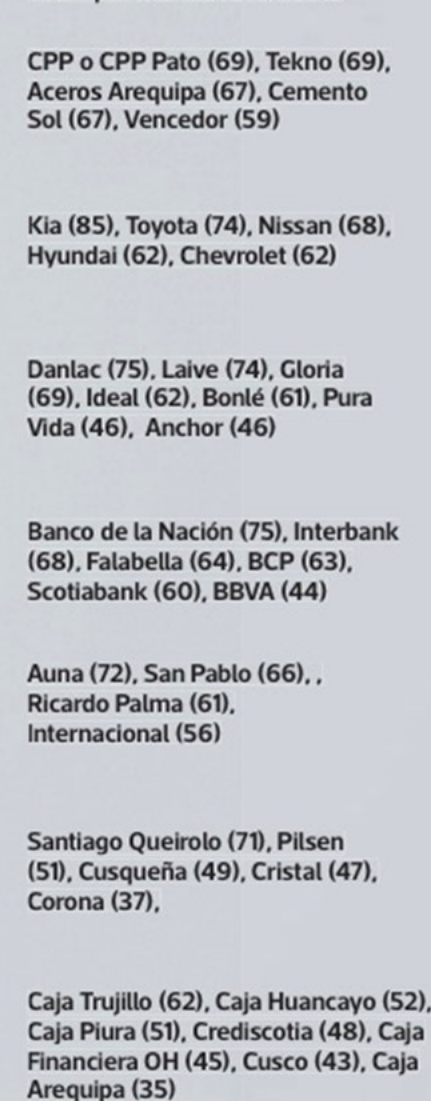 CPP o CPP Pato (69), Tekno (69),
Aceros Arequipa (67), Cemento
Sol (67), Vencedor (59)
Kia (85), Toyota (74), Nissan (68),
Hyundai (62), Chevrolet (62)
Danlac (75), Laive (74), Gloria
(69), Ideal (62), Bonlé (61), Pura
Vida (46), Anchor (46)
Banco de la Nación (75), Interbank
(68), Falabella (64), BCP (63),
Scotiabank (60), BBVA (44)
Auna (72), San Pablo (66), ,
Ricardo Palma (61),
Internacional (56)
Santiago Queirolo (71), Pilsen
(51), Cusqueña (49), Cristal (47),
Corona (37),
Caja Trujillo (62), Caja Huancayo (52),
Caja Piura (51), Crediscotia (48), Caja
Financiera OH (45), Cusco (43), Caja
Arequipa (35)